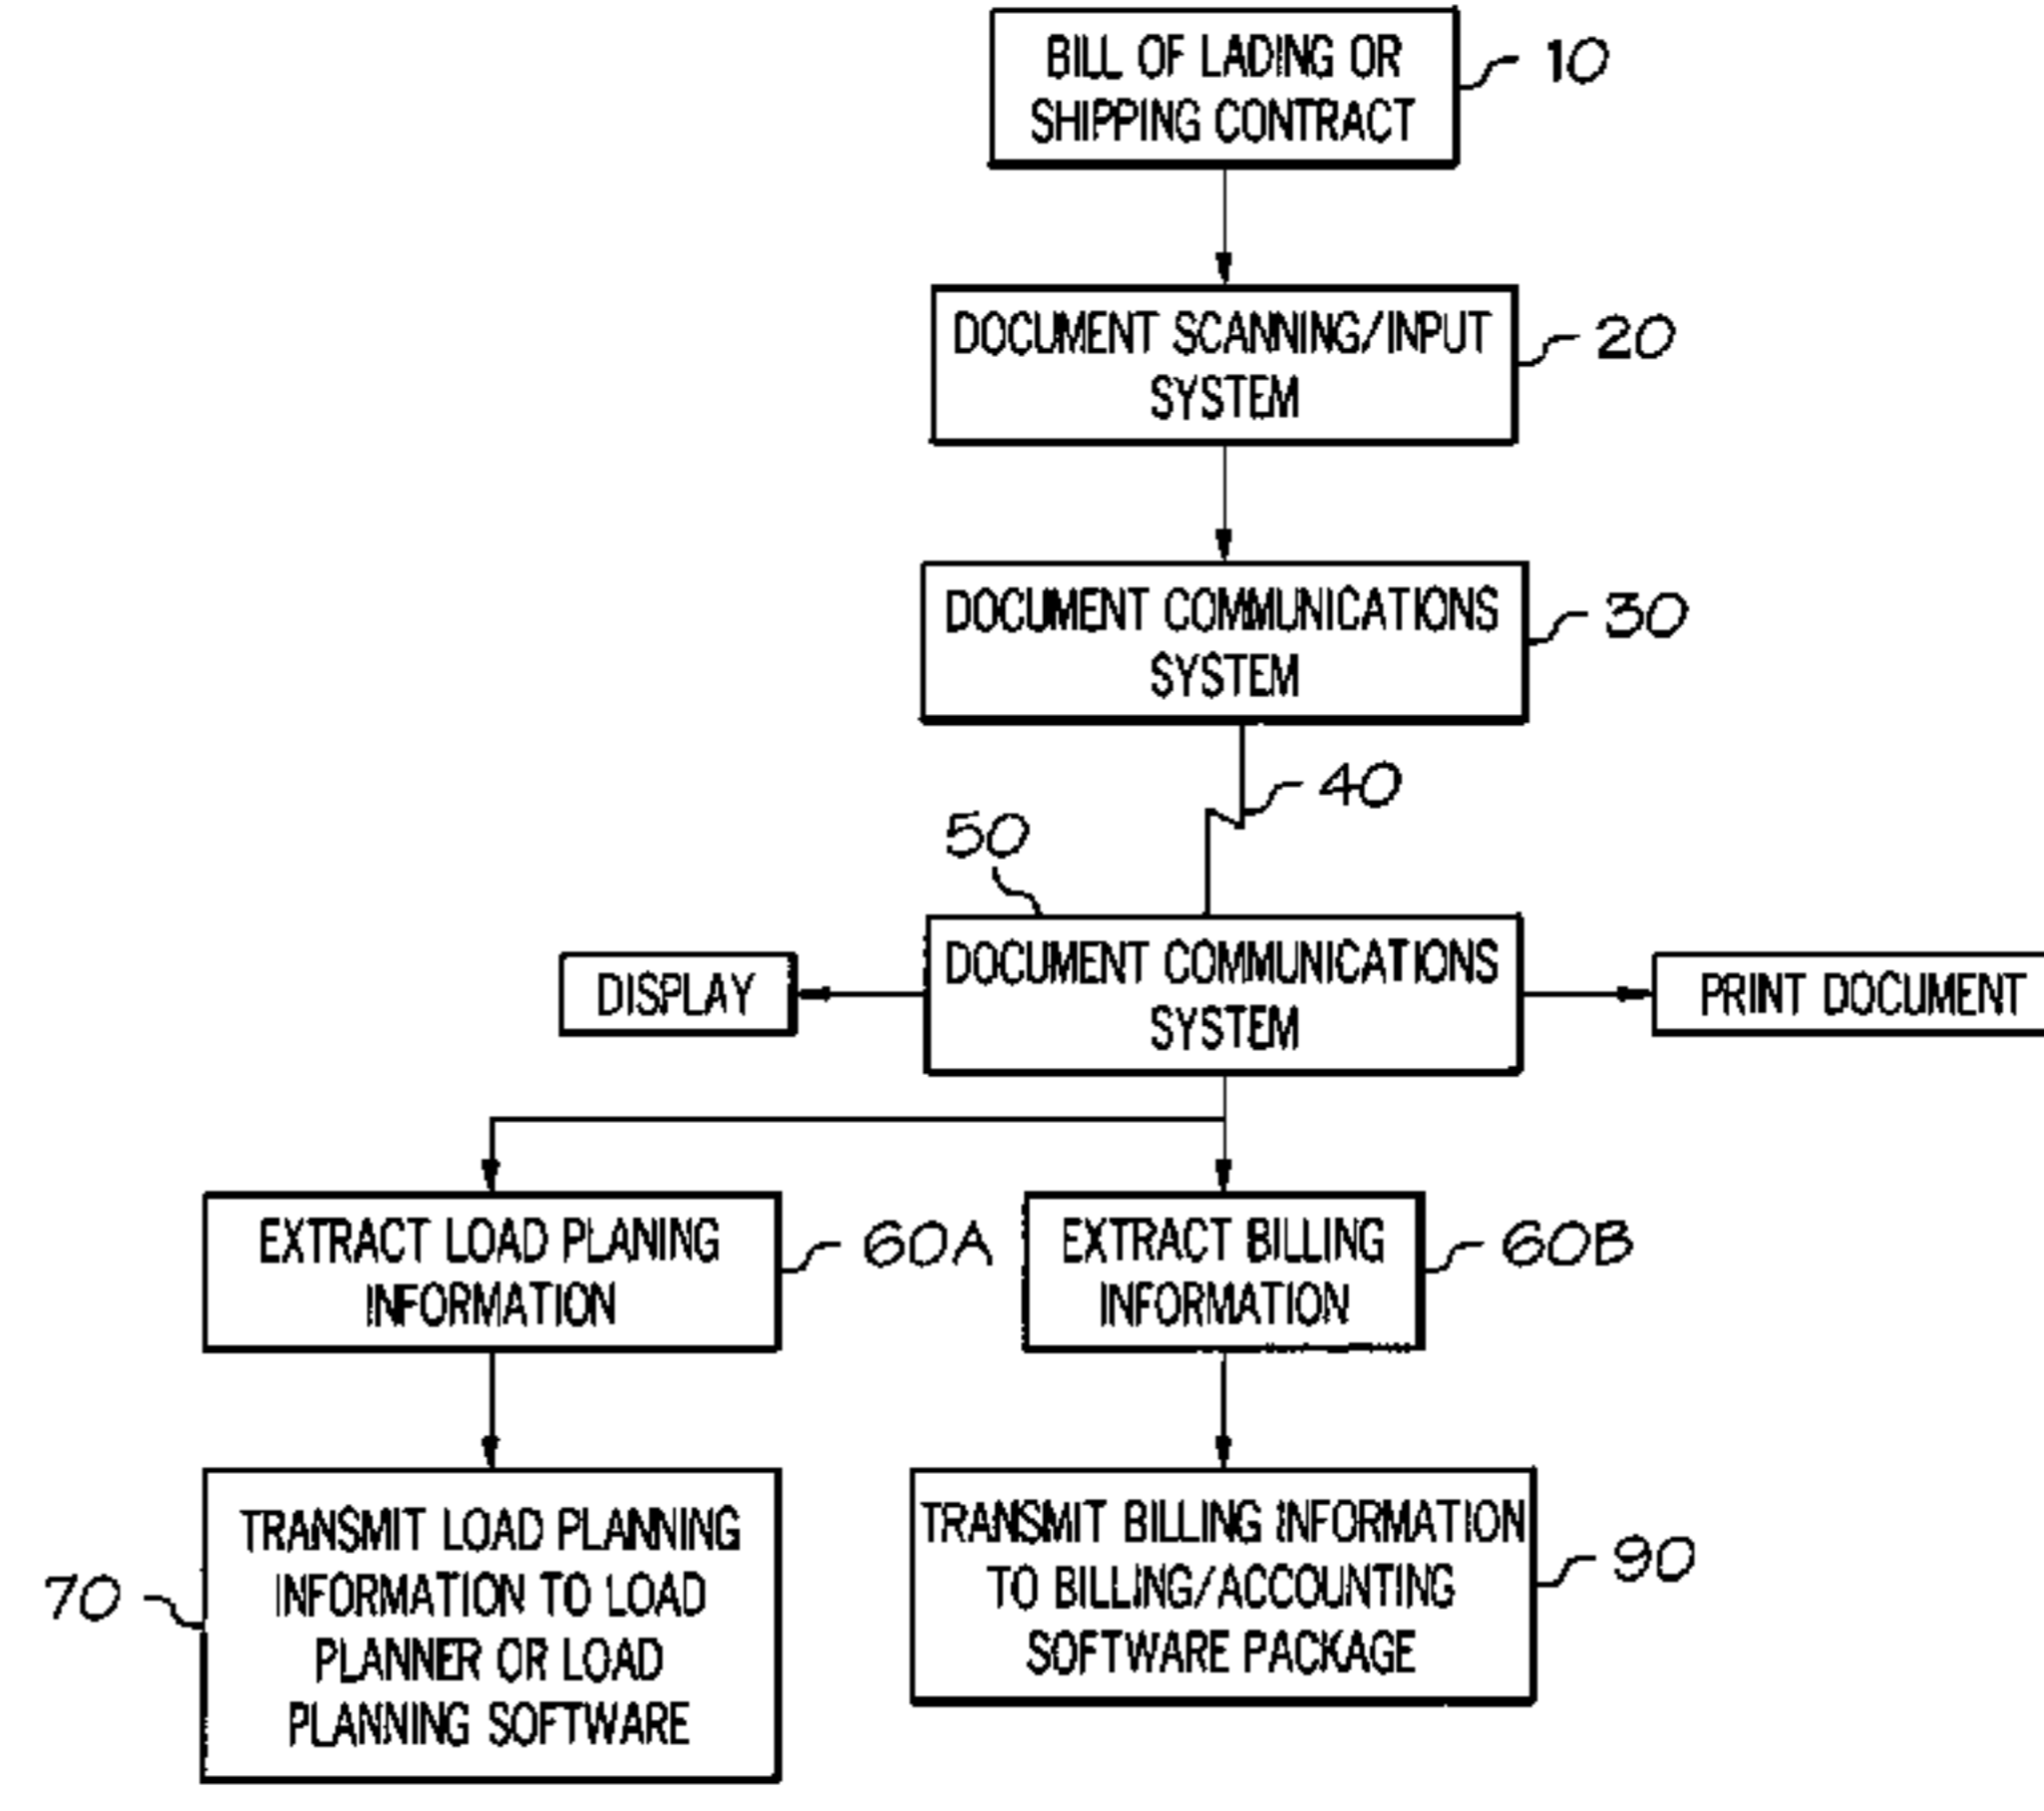 BILL OF LADING OR
SHIPPING CONTRACT
10
DOCUMENT SCANNING/INPUT
SYSTEM
20
DOCUMENT COMMUNICATIONS
SYSTEM
30
40
50
DISPLAY
DOCUMENT COMMUNICATIONS
SYSTEM
PRINT DOCUMENT
EXTRACT LOAD PLANING
INFORMATION
60A
EXTRACT BILLING
INFORMATION
60B
70
TRANSMIT LOAD PLANNING
INFORMATION TO LOAD
PLANNER OR LOAD
PLANNING SOFTWARE
TRANSMIT BILLING INFORMATION
TO BILLING/ACCOUNTING
SOFTWARE PACKAGE
90